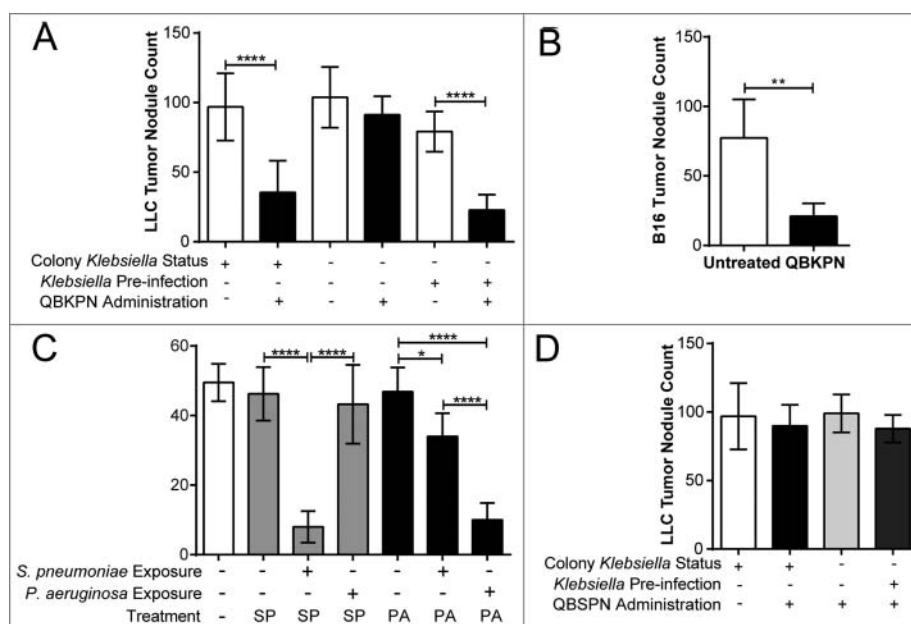 A
LLC Tumor Nodule Count
150
100
50
0
****
****
Colony Klebsiella Status + + - - - -
Klebsiella Pre-infection - - - - + +
QBKPN Administration - + - + - +
B
B16 Tumor Nodule Count
150
100
50
0
**
Untreated QBKPN
C
60
40
20
0
**** ****
****
*
****
S. pneumoniae Exposure - - + - - + -
P. aeruginosa Exposure - - - + - - +
Treatment - SP SP SP PA PA PA
D
LLC Tumor Nodule Count
150
100
50
0
Colony Klebsiella Status + + - -
Klebsiella Pre-infection - - - +
QBSPN Administration - + + +